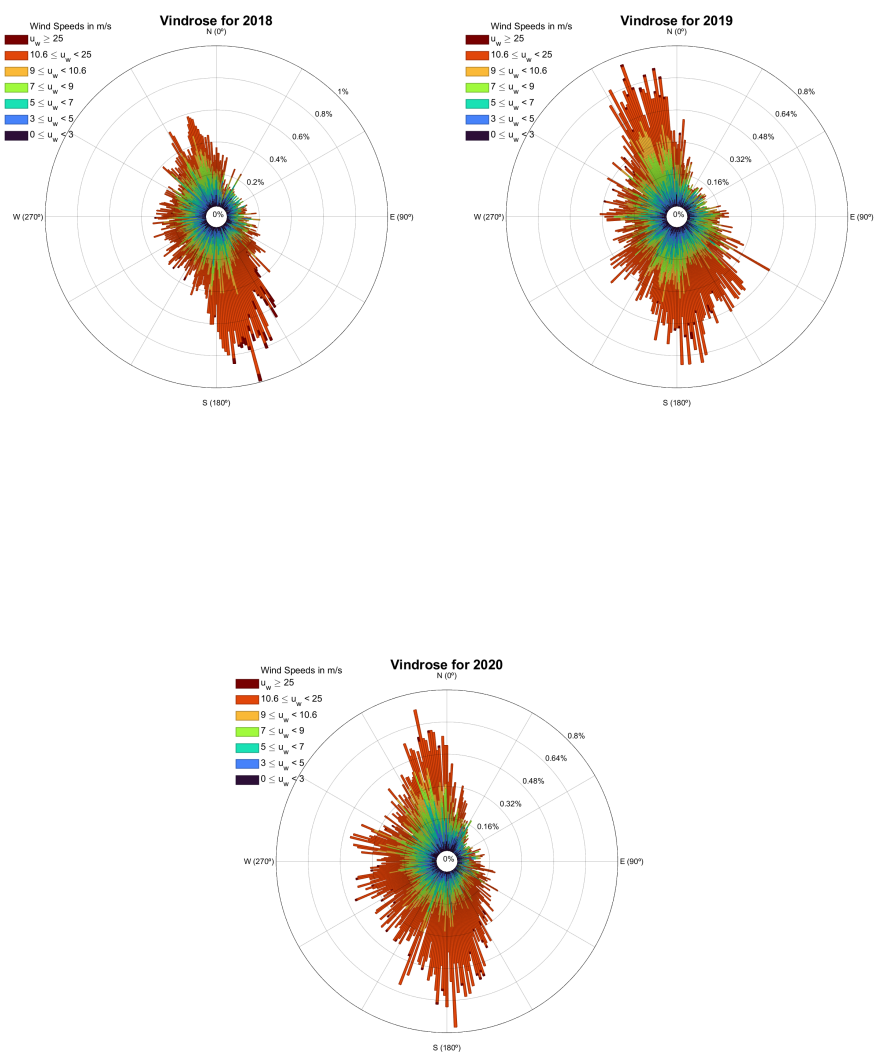 Vindrose for 2018
N (0º)
Wind Speeds in m/s
u_w ≥ 25
10.6 ≤ u_w < 25
9 ≤ u_w < 10.6
7 ≤ u_w < 9
5 ≤ u_w < 7
3 ≤ u_w < 5
0 ≤ u_w < 3
1%
0.8%
0.6%
0.4%
0.2%
0%
W (270º)
E (90º)
S (180º)
Vindrose for 2019
N (0º)
Wind Speeds in m/s
u_w ≥ 25
10.6 ≤ u_w < 25
9 ≤ u_w < 10.6
7 ≤ u_w < 9
5 ≤ u_w < 7
3 ≤ u_w < 5
0 ≤ u_w < 3
0.8%
0.64%
0.48%
0.32%
0.16%
0%
W (270º)
E (90º)
S (180º)
Vindrose for 2020
N (0º)
Wind Speeds in m/s
u_w ≥ 25
10.6 ≤ u_w < 25
9 ≤ u_w < 10.6
7 ≤ u_w < 9
5 ≤ u_w < 7
3 ≤ u_w < 5
0 ≤ u_w < 3
0.8%
0.64%
0.48%
0.32%
0.16%
0%
W (270º)
E (90º)
S (180º)